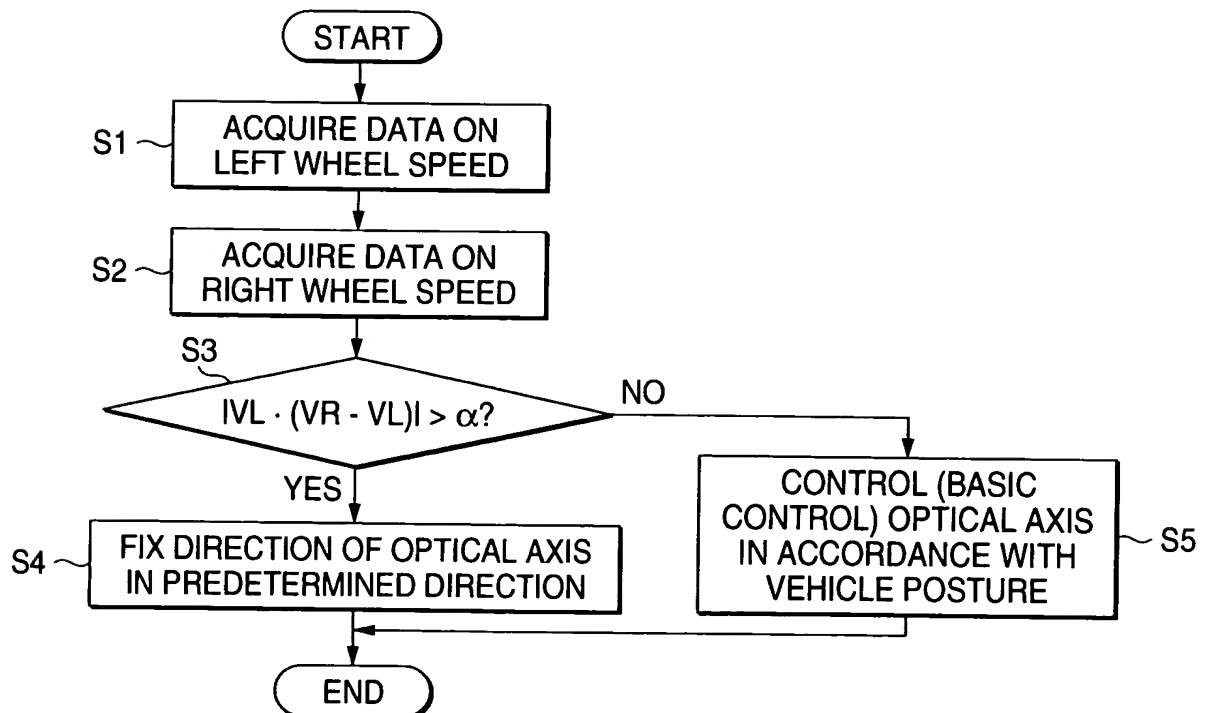 START
S1
ACQUIRE DATA ON
LEFT WHEEL SPEED
S2
ACQUIRE DATA ON
RIGHT WHEEL SPEED
S3
|VL · (VR - VL)| > α?
NO
YES
S4
FIX DIRECTION OF OPTICAL AXIS
IN PREDETERMINED DIRECTION
CONTROL (BASIC
CONTROL) OPTICAL AXIS
IN ACCORDANCE WITH
VEHICLE POSTURE
S5
END